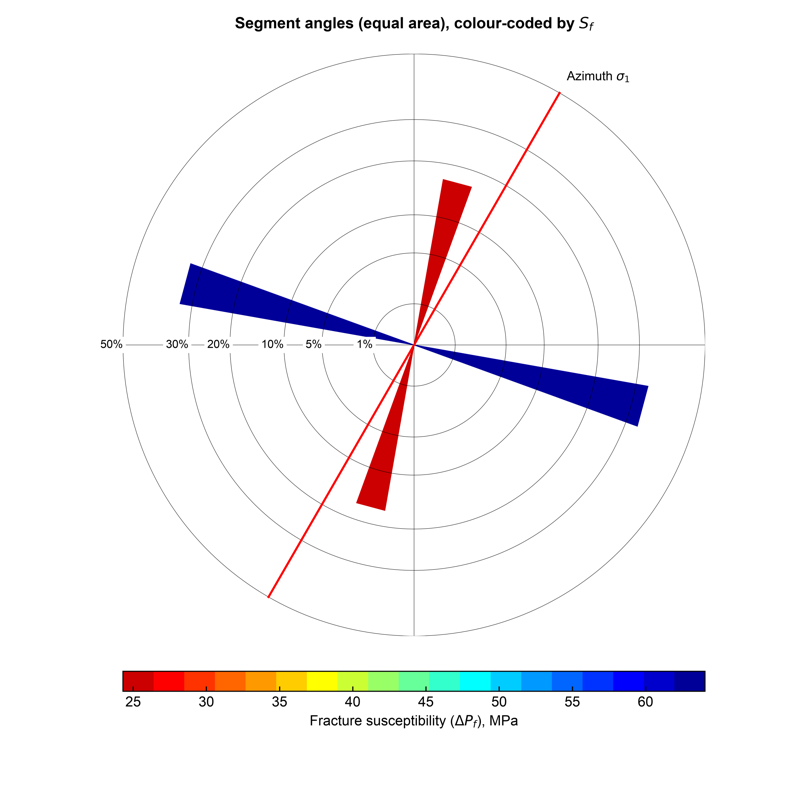 Segment angles (equal area), colour-coded by S_f
Azimuth σ₁
50% 30% 20% 10% 5% 1%
25 30 35 40 45 50 55 60
Fracture susceptibility (ΔP_f), MPa